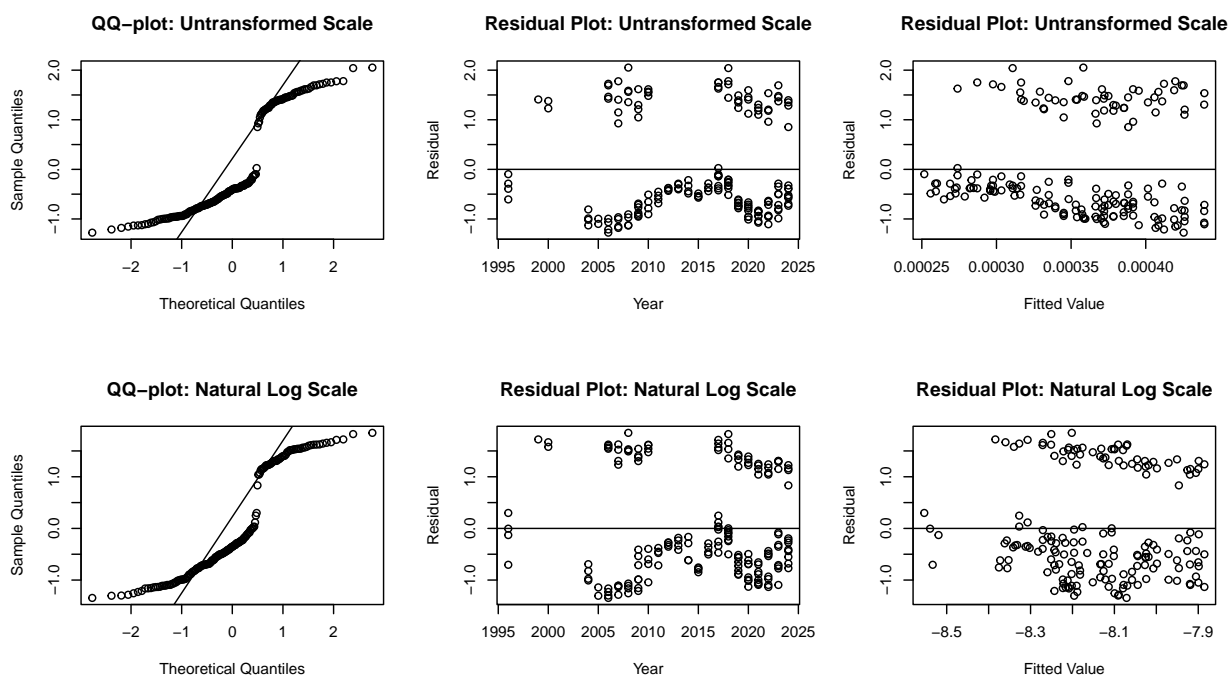 QQ−plot: Untransformed Scale
Sample Quantiles
2.0
1.0
0.0
−1.0
−2 −1 0 1 2
Theoretical Quantiles
Residual Plot: Untransformed Scale
Residual
2.0
1.0
0.0
−1.0
1995 2000 2005 2010 2015 2020 2025
Year
Residual Plot: Untransformed Scale
Residual
2.0
1.0
0.0
−1.0
0.00025 0.00030 0.00035 0.00040
Fitted Value
QQ−plot: Natural Log Scale
Sample Quantiles
1.0
0.0
−1.0
−2 −1 0 1 2
Theoretical Quantiles
Residual Plot: Natural Log Scale
Residual
1.0
0.0
−1.0
1995 2000 2005 2010 2015 2020 2025
Year
Residual Plot: Natural Log Scale
Residual
1.0
0.0
−1.0
−8.5 −8.3 −8.1 −7.9
Fitted Value